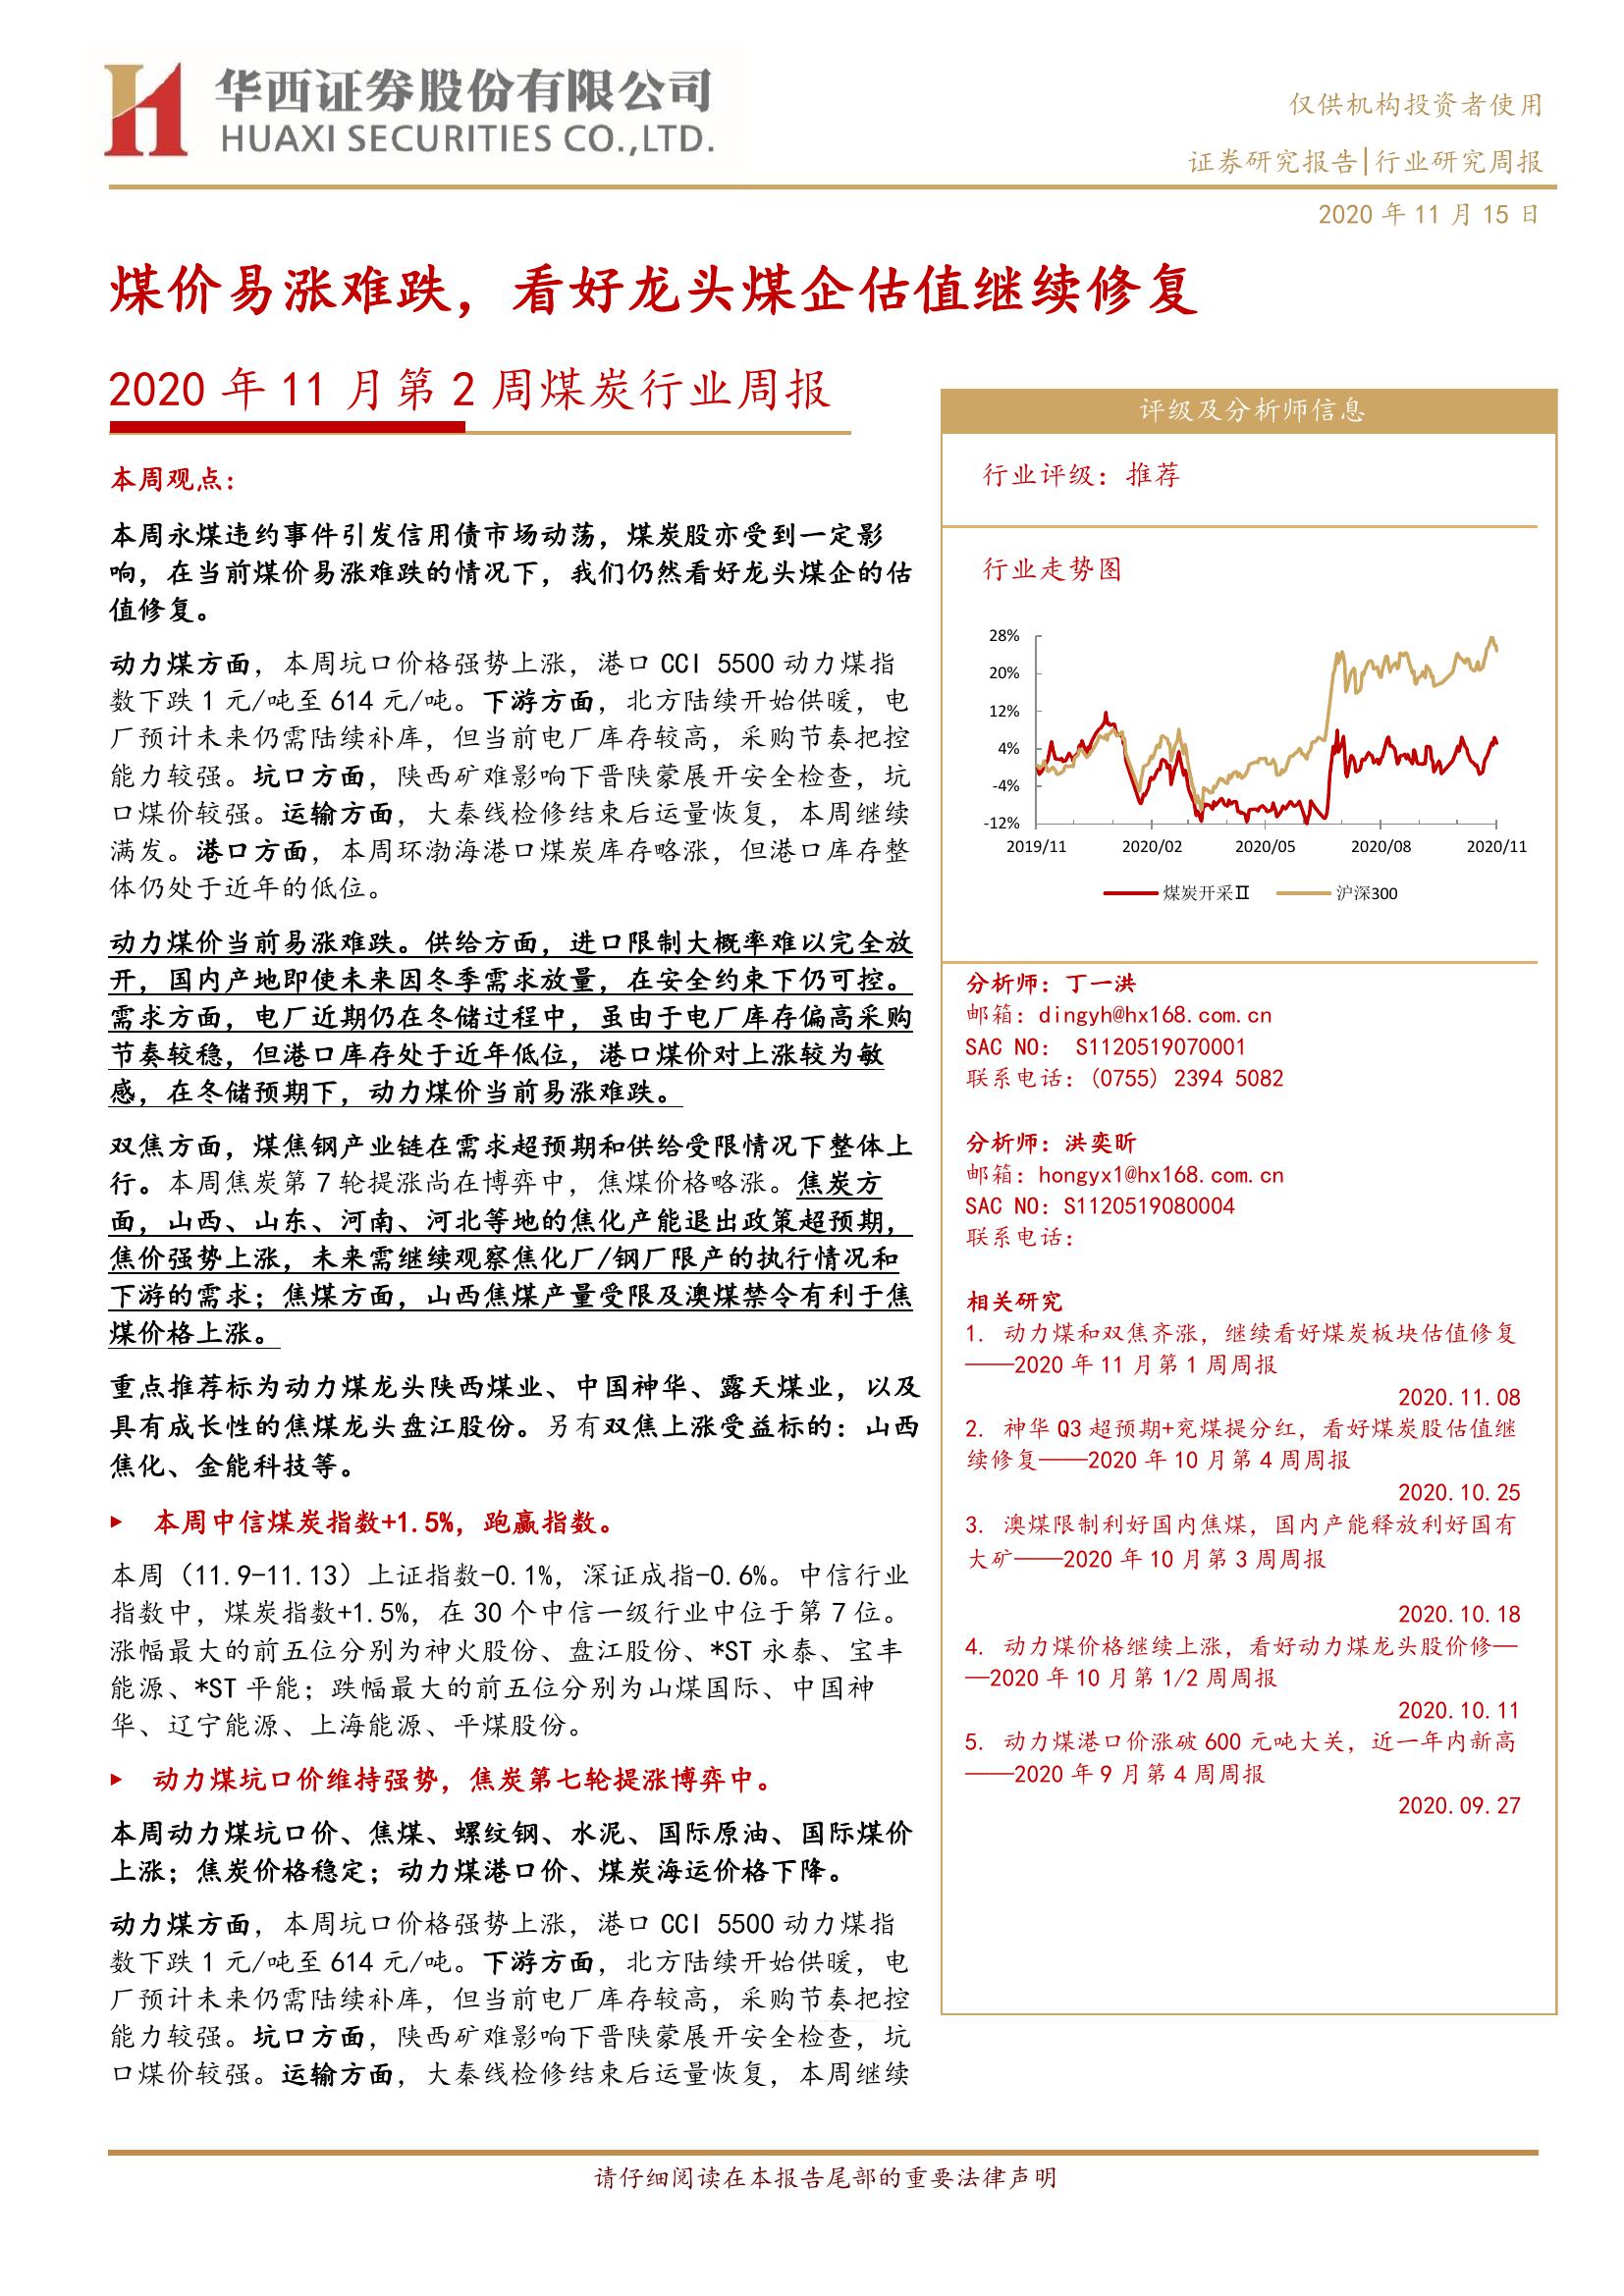 华西证券股份有限公司
HUAXI SECURITIES CO.,LTD.
仅供机构投资者使用
证券研究报告|行业研究周报
2020 年 11 月 15 日
煤价易涨难跌，看好龙头煤企估值继续修复
2020 年 11 月第 2 周煤炭行业周报
本周观点：
本周永煤违约事件引发信用债市场动荡，煤炭股亦受到一定影
响，在当前煤价易涨难跌的情况下，我们仍然看好龙头煤企的估
值修复。
动力煤方面，本周坑口价格强势上涨，港口 CCI 5500 动力煤指
数下跌 1 元/吨至 614 元/吨。下游方面，北方陆续开始供暖，电
厂预计未来仍需陆续补库，但当前电厂库存较高，采购节奏把控
能力较强。坑口方面，陕西矿难影响下晋陕蒙展开安全检查，坑
口煤价较强。运输方面，大秦线检修结束后运量恢复，本周继续
满发。港口方面，本周环渤海港口煤炭库存略涨，但港口库存整
体仍处于近年的低位。
动力煤价当前易涨难跌。供给方面，进口限制大概率难以完全放
开，国内产地即使未来因冬季需求放量，在安全约束下仍可控。
需求方面，电厂近期仍在冬储过程中，虽由于电厂库存偏高采购
节奏较稳，但港口库存处于近年低位，港口煤价对上涨较为敏
感，在冬储预期下，动力煤价当前易涨难跌。
双焦方面，煤焦钢产业链在需求超预期和供给受限情况下整体上
行。本周焦炭第 7 轮提涨尚在博弈中，焦煤价格略涨。焦炭方
面，山西、山东、河南、河北等地的焦化产能退出政策超预期，
焦价强势上涨，未来需继续观察焦化厂/钢厂限产的执行情况和
下游的需求；焦煤方面，山西焦煤产量受限及澳煤禁令有利于焦
煤价格上涨。
重点推荐标为动力煤龙头陕西煤业、中国神华、露天煤业，以及
具有成长性的焦煤龙头盘江股份。另有双焦上涨受益标的：山西
焦化、金能科技等。
▸ 本周中信煤炭指数+1.5%，跑赢指数。
本周（11.9-11.13）上证指数-0.1%，深证成指-0.6%。中信行业
指数中，煤炭指数+1.5%，在 30 个中信一级行业中位于第 7 位。
涨幅最大的前五位分别为神火股份、盘江股份、*ST 永泰、宝丰
能源、*ST 平能；跌幅最大的前五位分别为山煤国际、中国神
华、辽宁能源、上海能源、平煤股份。
▸ 动力煤坑口价维持强势，焦炭第七轮提涨博弈中。
本周动力煤坑口价、焦煤、螺纹钢、水泥、国际原油、国际煤价
上涨；焦炭价格稳定；动力煤港口价、煤炭海运价格下降。
动力煤方面，本周坑口价格强势上涨，港口 CCI 5500 动力煤指
数下跌 1 元/吨至 614 元/吨。下游方面，北方陆续开始供暖，电
厂预计未来仍需陆续补库，但当前电厂库存较高，采购节奏把控
能力较强。坑口方面，陕西矿难影响下晋陕蒙展开安全检查，坑
口煤价较强。运输方面，大秦线检修结束后运量恢复，本周继续
评级及分析师信息
行业评级：推荐
行业走势图
28%
20%
12%
4%
-4%
-12%
2019/11 2020/02 2020/05 2020/08 2020/11
煤炭开采Ⅱ 沪深300
分析师：丁一洪
邮箱：dingyh@hx168.com.cn
SAC NO： S1120519070001
联系电话：(0755) 2394 5082
分析师：洪奕昕
邮箱：hongyx1@hx168.com.cn
SAC NO：S1120519080004
联系电话：
相关研究
1. 动力煤和双焦齐涨，继续看好煤炭板块估值修复
——2020 年 11 月第 1 周周报
2020.11.08
2. 神华 Q3 超预期+兖煤提分红，看好煤炭股估值继
续修复——2020 年 10 月第 4 周周报
2020.10.25
3. 澳煤限制利好国内焦煤，国内产能释放利好国有
大矿——2020 年 10 月第 3 周周报
2020.10.18
4. 动力煤价格继续上涨，看好动力煤龙头股价修—
—2020 年 10 月第 1/2 周周报
2020.10.11
5. 动力煤港口价涨破 600 元吨大关，近一年内新高
——2020 年 9 月第 4 周周报
2020.09.27
请仔细阅读在本报告尾部的重要法律声明